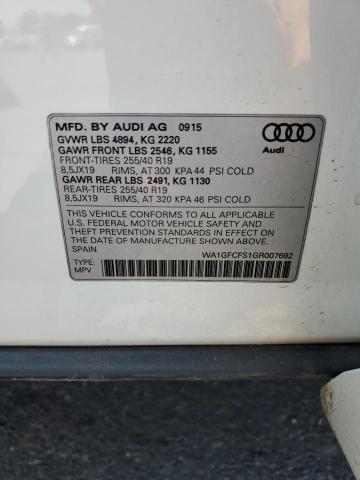 MFD. BY AUDI AG 0915
GVWR LBS 4894, KG 2220
GAWR FRONT LBS 2546, KG 1155
FRONT-TIRES 255/40 R19
8,5JX19 RIMS, AT 300 KPA 44 PSI COLD
GAWR REAR LBS 2491, KG 1130
REAR-TIRES 255/40 R19
8,5JX19 RIMS, AT 320 KPA 46 PSI COLD
Audi
THIS VEHICLE CONFORMS TO ALL APPLICABLE
U.S. FEDERAL MOTOR VEHICLE SAFETY
STANDARDS IN EFFECT ON THE
DATE OF MANUFACTURE SHOWN ABOVE
SPAIN
WA1GFCFS1GR007692
TYPE:
MPV